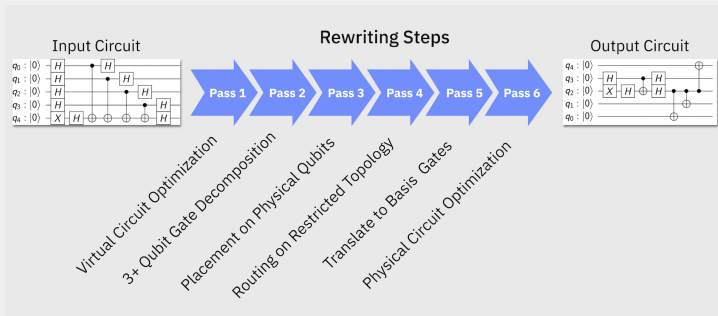 Rewriting Steps
Input Circuit
Output Circuit
q₀ : |0⟩ H H
q₁ : |0⟩ H H
q₂ : |0⟩ H H
q₃ : |0⟩ H H
q₄ : |0⟩ X H H
Pass 1
Pass 2
Pass 3
Pass 4
Pass 5
Pass 6
q₄ : |0⟩
q₃ : |0⟩ H H
q₂ : |0⟩ X H H
q₁ : |0⟩
q₀ : |0⟩
Virtual Circuit Optimization
3+ Qubit Gate Decomposition
Placement on Physical Qubits
Routing on Restricted Topology
Translate to Basis Gates
Physical Circuit Optimization